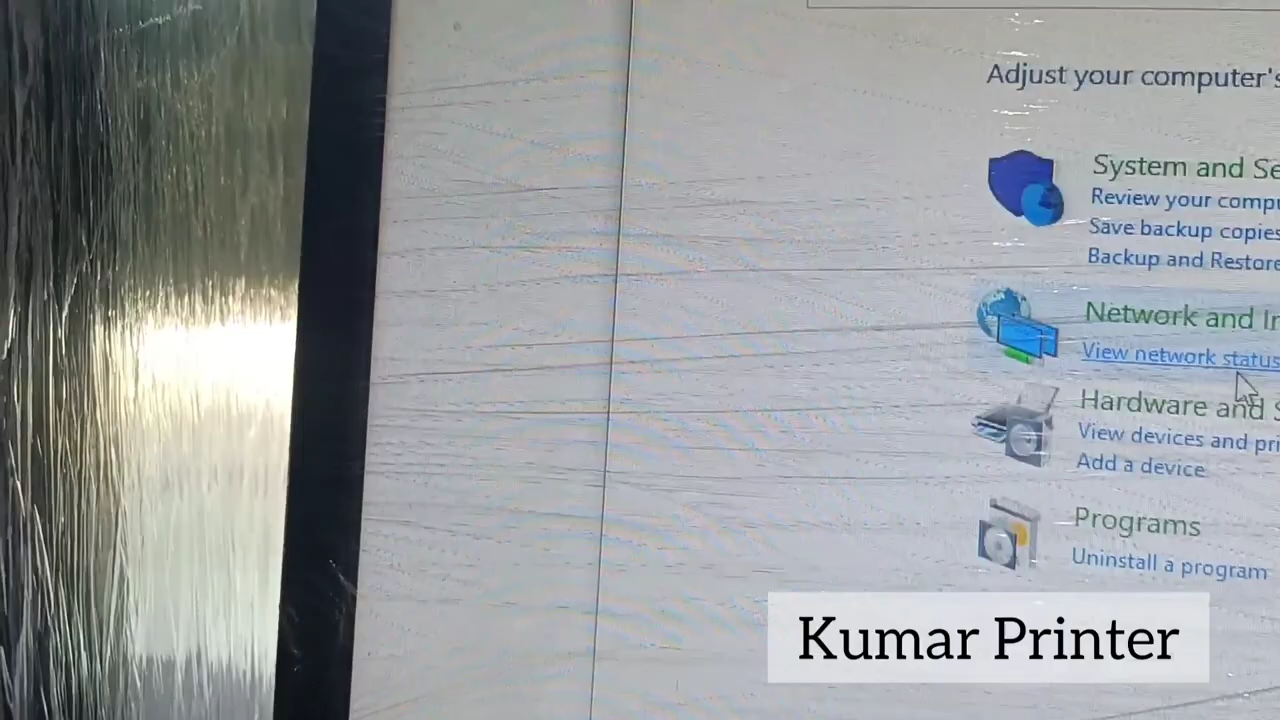 Adjust your computer's
System and Se
Review your compu
Save backup copies
Backup and Restore
Network and In
View network status
Hardware and S
View devices and pri
Add a device
Programs
Uninstall a program
Kumar Printer